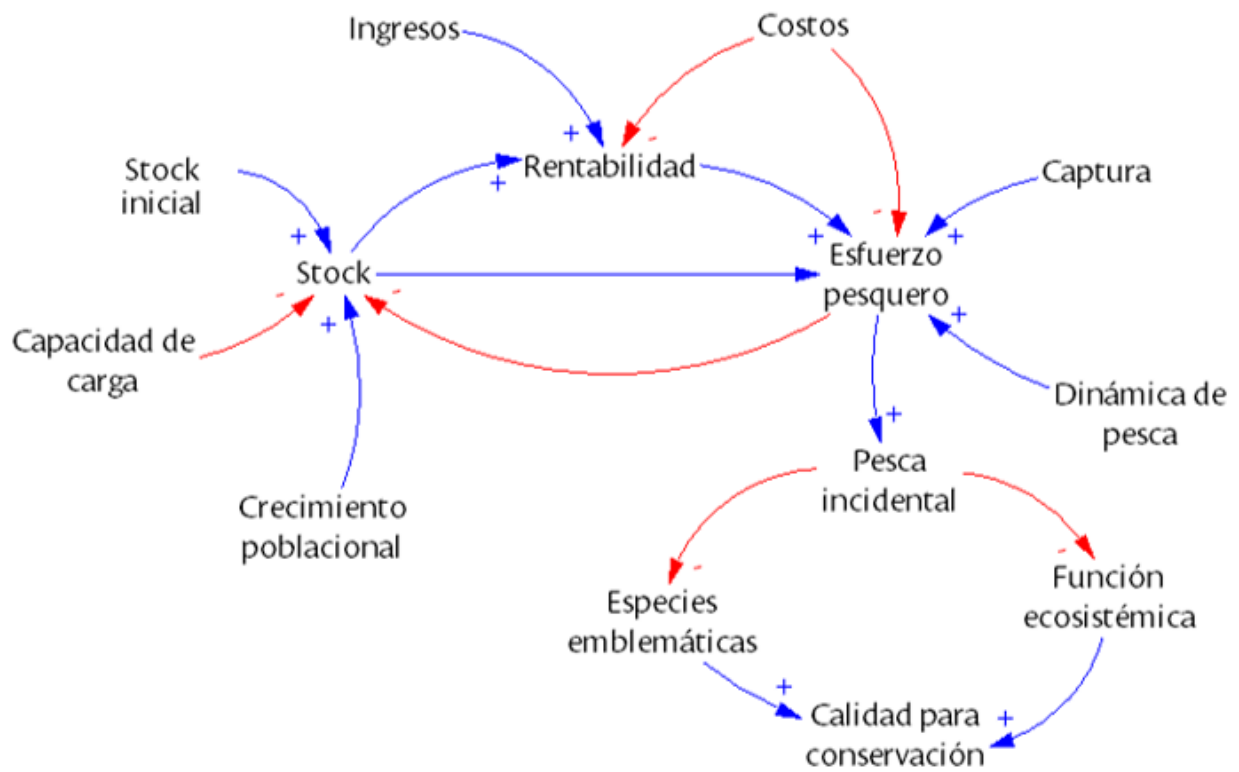 Ingresos
Costos
+
-
Rentabilidad
+
Stock
inicial
Captura
+
-
+
+
Esfuerzo
pesquero
Stock
-
-
+
+
Capacidad de
carga
Dinámica de
pesca
+
Pesca
incidental
Crecimiento
poblacional
-
-
Función
ecosistémica
Especies
emblemáticas
+
+
Calidad para
conservación